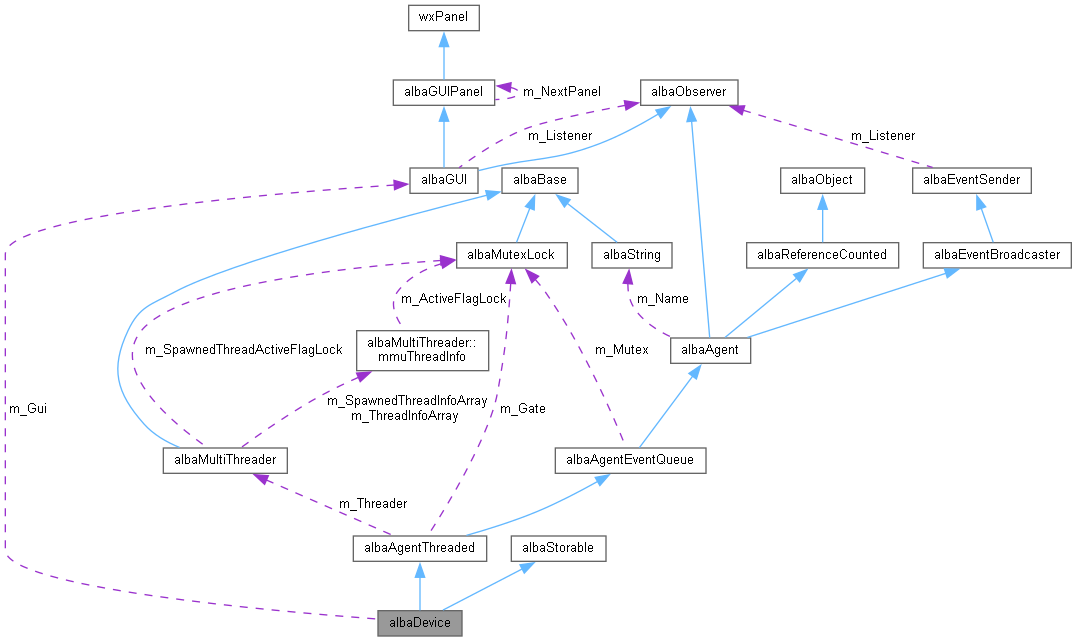 wxPanel
albaGUIPanel
m_NextPanel
albaObserver
m_Listener
m_Listener
albaGUI
albaBase
albaObject
albaEventSender
albaMutexLock
albaString
albaReferenceCounted
albaEventBroadcaster
m_ActiveFlagLock
m_Name
albaMultiThreader::
mmuThreadInfo
m_SpawnedThreadActiveFlagLock
m_Mutex
albaAgent
m_Gui
m_SpawnedThreadInfoArray
m_ThreadInfoArray
m_Gate
albaMultiThreader
albaAgentEventQueue
m_Threader
albaAgentThreaded
albaStorable
albaDevice